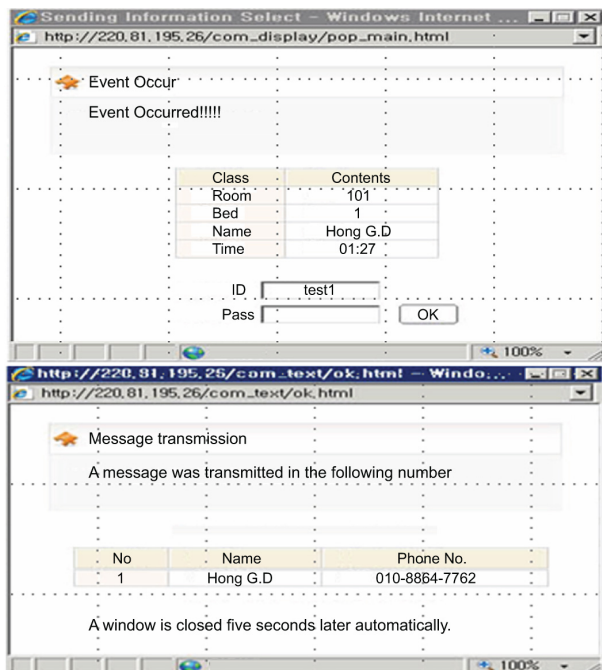 Sending Information Select - Windows Internet ...
http://220,81,195,26/com_display/pop_main,html
Event Occur
Event Occurred!!!!!
Class Contents
Room 101
Bed 1
Name Hong G.D
Time 01:27
ID test1
Pass OK
100%
http://220,81,195,26/com_text/ok,html - Windo...
http://220,81,195,26/com_text/ok,html
Message transmission
A message was transmitted in the following number
No Name Phone No.
1 Hong G.D 010-8864-7762
A window is closed five seconds later automatically.
100%